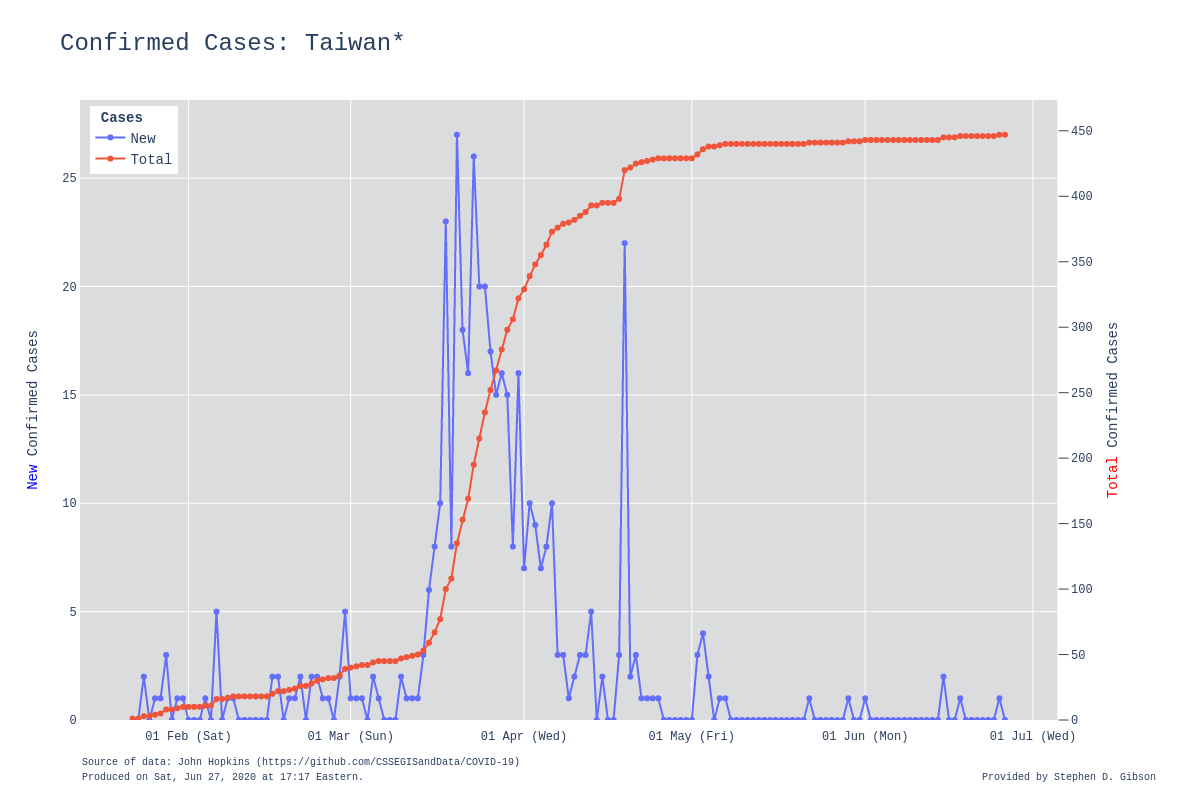 Confirmed Cases: Taiwan*
Cases
New
Total
25
20
15
10
5
0
450
400
350
300
250
200
150
100
50
0
New Confirmed Cases
Total Confirmed Cases
01 Feb (Sat) 01 Mar (Sun) 01 Apr (Wed) 01 May (Fri) 01 Jun (Mon) 01 Jul (Wed)
Source of data: John Hopkins (https://github.com/CSSEGISandData/COVID-19)
Produced on Sat, Jun 27, 2020 at 17:17 Eastern.
Provided by Stephen D. Gibson